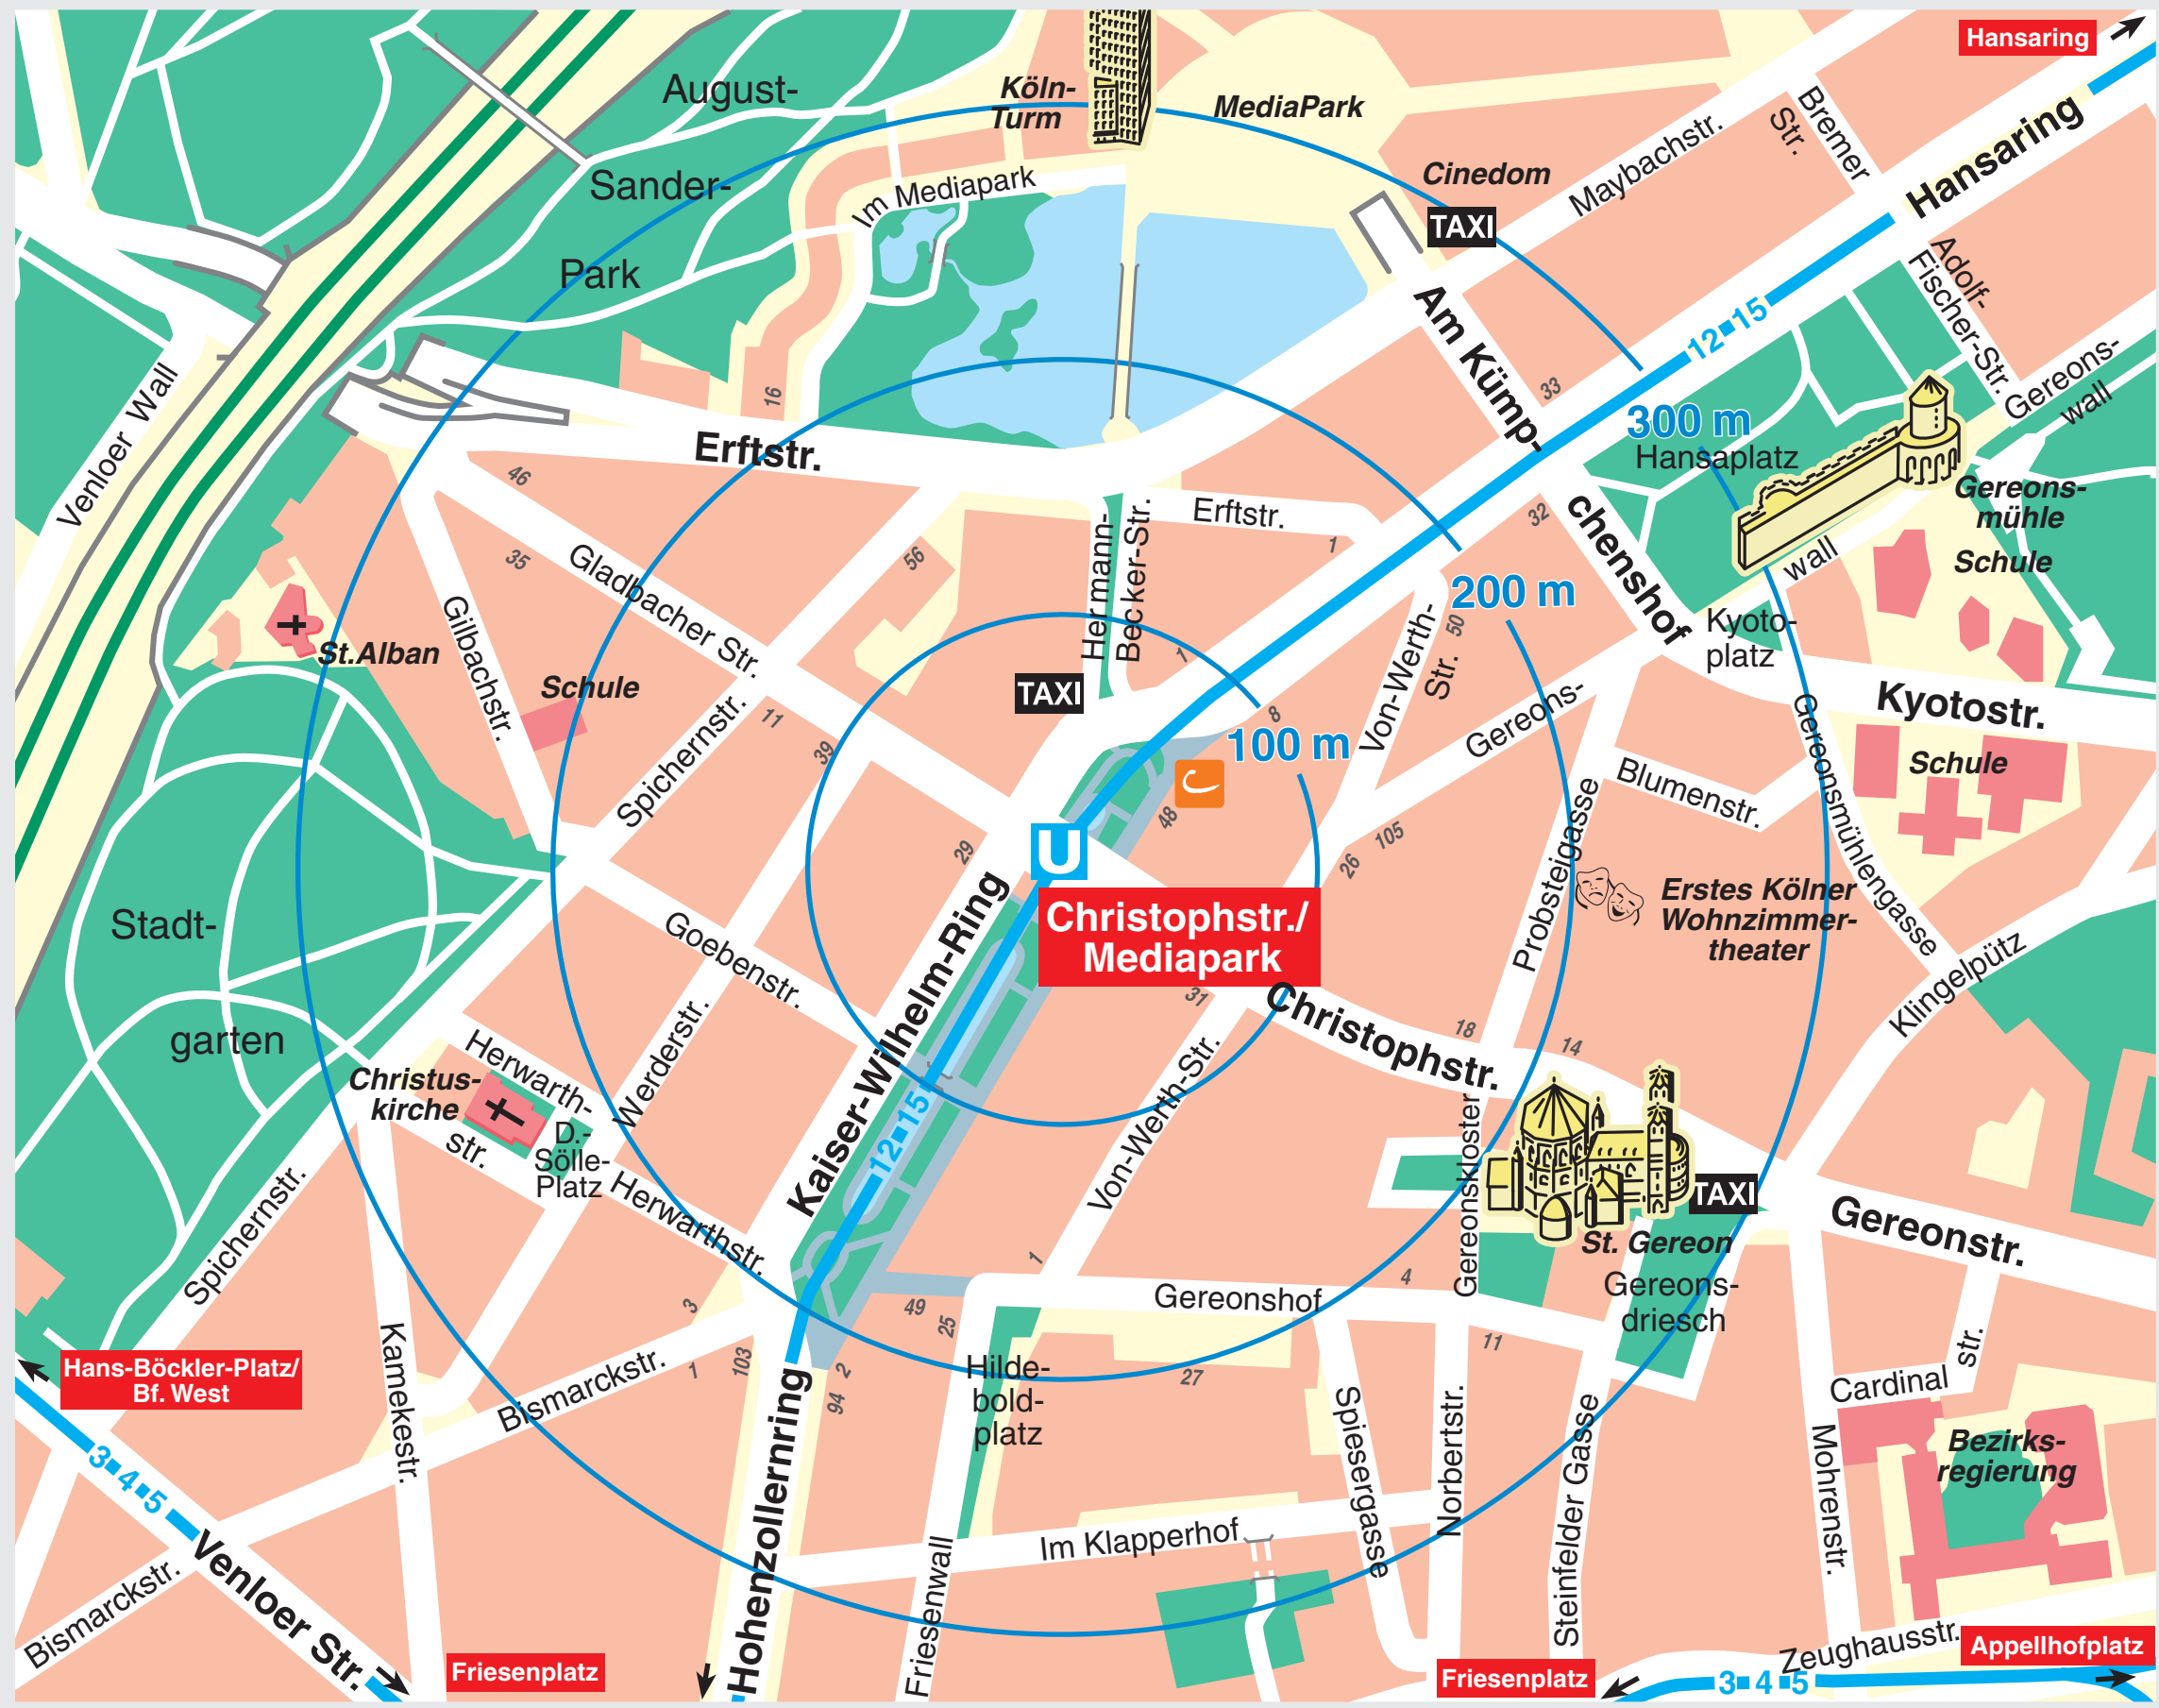 Hansaring
August-
Sander-
Park
Köln-
Turm
MediaPark
Im Mediapark
Cinedom
TAXI
Maybachstr.
Bremer
Str.
Hansaring
12 15
Adolf-
Fischer-Str.
Gereons-
wall
Am Kümp-
chenshof
33
32
300 m
Hansaplatz
Gereons-
mühle
Schule
wall
Kyoto-
platz
Kyotostr.
Schule
Venloer Wall
16
Erftstr.
46
35
Gladbacher Str.
56
Hermann-
Becker-Str.
Erftstr.
1
1
200 m
St.Alban
Gilbachstr.
Schule
Spichernstr.
11
39
TAXI
8
100 m
48
Von-Werth-
Str.
50
Gereons-
105
26
Blumenstr.
Gereonsmühlengasse
Probsteigasse
Erstes Kölner
Wohnzimmer-
theater
Klingelpütz
29
U
Christophstr./
Mediapark
31
Christophstr.
18
14
Stadt-
garten
Goebenstr.
Werderstr.
Kaiser-Wilhelm-Ring
12 15
Von-Werth-Str.
Christus-
kirche
Herwarth-
str.
D.-
Sölle-
Platz
Herwarthstr.
Spichernstr.
Gereonskloster
TAXI
St. Gereon
Gereons-
driesch
Gereonstr.
1
Gereonshof
4
11
49
25
27
3
1
103
2
94
Hilde-
bold-
platz
Hans-Böckler-Platz/
Bf. West
3 4 5
Kamekestr.
Bismarckstr.
Bismarckstr.
Venloer Str.
Friesenplatz
Hohenzollernring
Friesenwall
Im Klapperhof
Spiesergasse
Norbertstr.
Steinfelder Gasse
Mohrenstr.
Cardinal
str.
Bezirks-
regierung
Zeughausstr.
Friesenplatz
3 4 5
Appellhofplatz